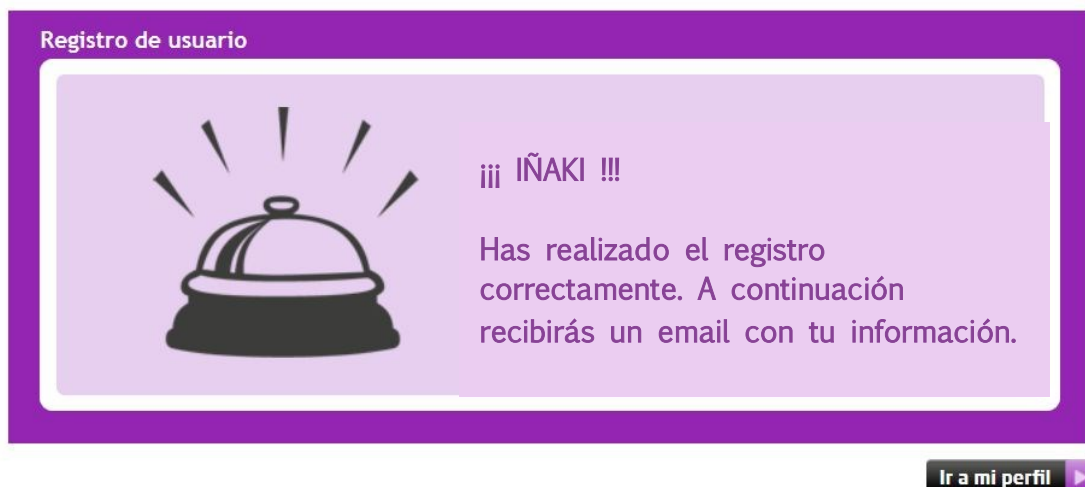 Registro de usuario
¡¡¡ IÑAKI !!!
Has realizado el registro
correctamente. A continuación
recibirás un email con tu información.
Ir a mi perfil